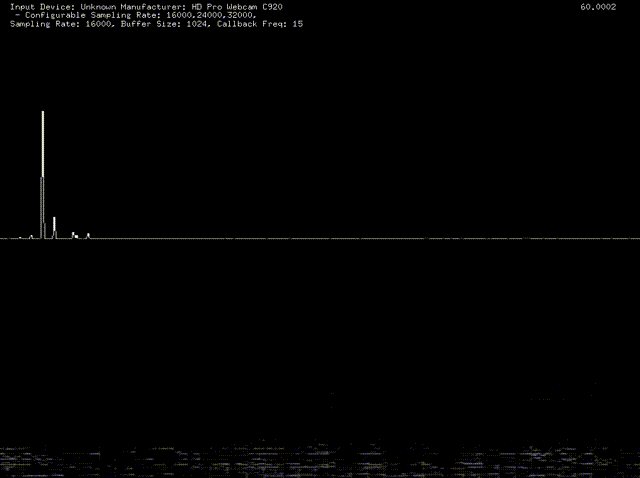 Input Device: Unknown Manufacturer: HD Pro Webcam C920
60.0002
- Configurable Sampling Rate: 16000,24000,32000,
Sampling Rate: 16000, Buffer Size: 1024, Callback Freq: 15